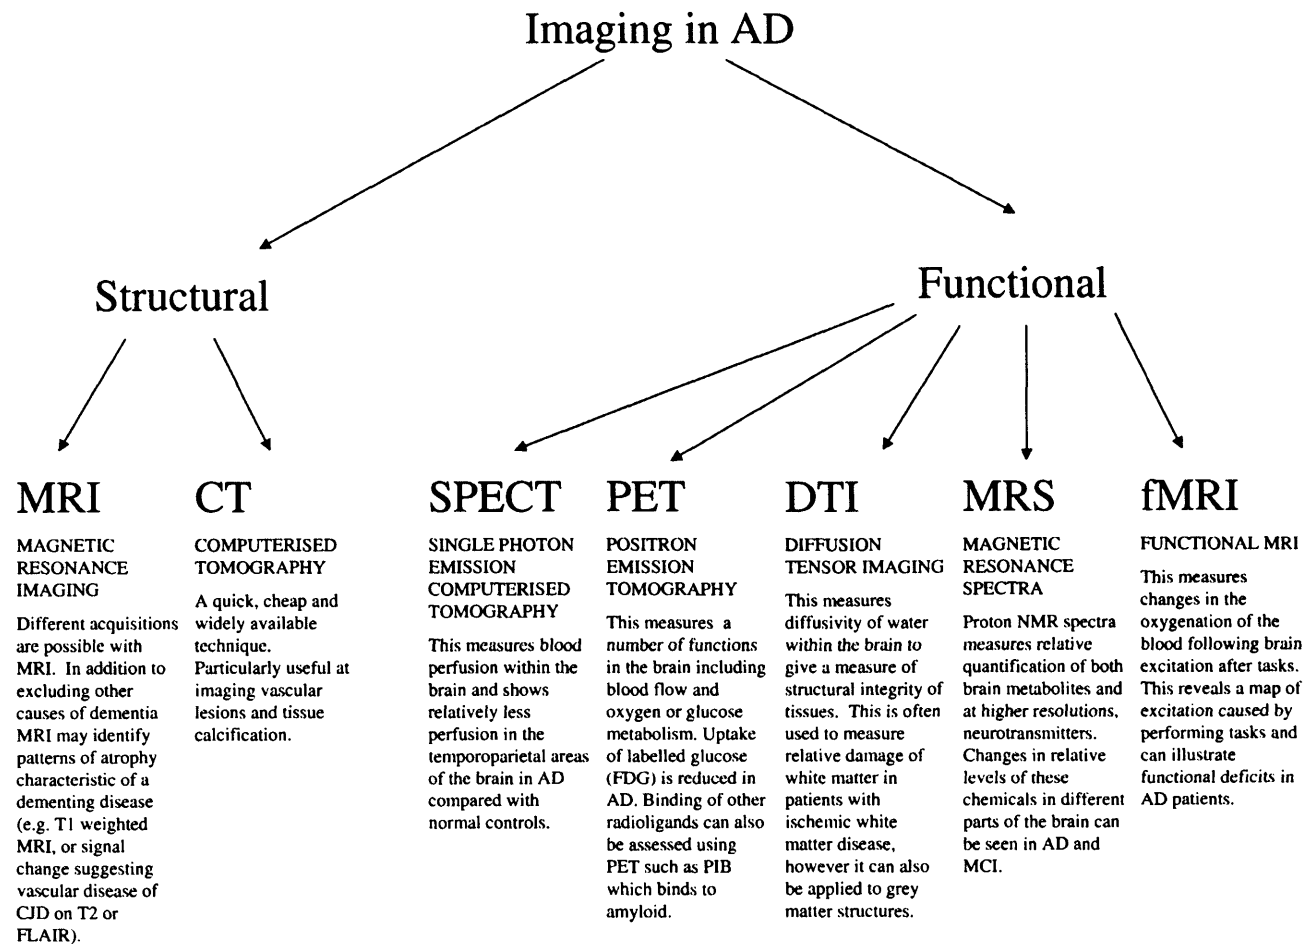 Imaging in AD
Structural
Functional
MRI
MAGNETIC
RESONANCE
IMAGING
Different acquisitions
are possible with
MRI. In addition to
excluding other
causes of dementia
MRI may identify
patterns of atrophy
characteristic of a
dementing disease
(e.g. T1 weighted
MRI, or signal
change suggesting
vascular disease of
CJD on T2 or
FLAIR).
CT
COMPUTERISED
TOMOGRAPHY
A quick, cheap and
widely available
technique.
Particularly useful at
imaging vascular
lesions and tissue
calcification.
SPECT
SINGLE PHOTON
EMISSION
COMPUTERISED
TOMOGRAPHY
This measures blood
perfusion within the
brain and shows
relatively less
perfusion in the
temporoparietal areas
of the brain in AD
compared with
normal controls.
PET
POSITRON
EMISSION
TOMOGRAPHY
This measures a
number of functions
in the brain including
blood flow and
oxygen or glucose
metabolism. Uptake
of labelled glucose
(FDG) is reduced in
AD. Binding of other
radioligands can also
be assessed using
PET such as PIB
which binds to
amyloid.
DTI
DIFFUSION
TENSOR IMAGING
This measures
diffusivity of water
within the brain to
give a measure of
structural integrity of
tissues. This is often
used to measure
relative damage of
white matter in
patients with
ischemic white
matter disease,
however it can also
be applied to grey
matter structures.
MRS
MAGNETIC
RESONANCE
SPECTRA
Proton NMR spectra
measures relative
quantification of both
brain metabolites and
at higher resolutions,
neurotransmitters.
Changes in relative
levels of these
chemicals in different
parts of the brain can
be seen in AD and
MCI.
fMRI
FUNCTIONAL MRI
This measures
changes in the
oxygenation of the
blood following brain
excitation after tasks.
This reveals a map of
excitation caused by
performing tasks and
can illustrate
functional deficits in
AD patients.